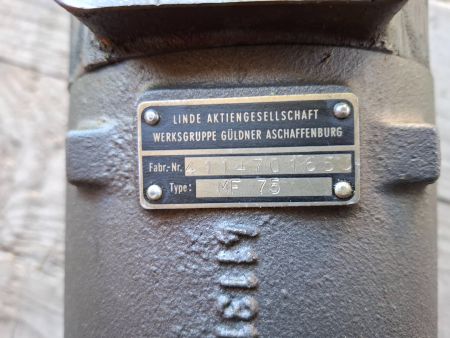 LINDE AKTIENGESELLSCHAFT
WERKSGRUPPE GÜLDNER ASCHAFFENBURG
Fabr.-Nr.
Type: MF 75